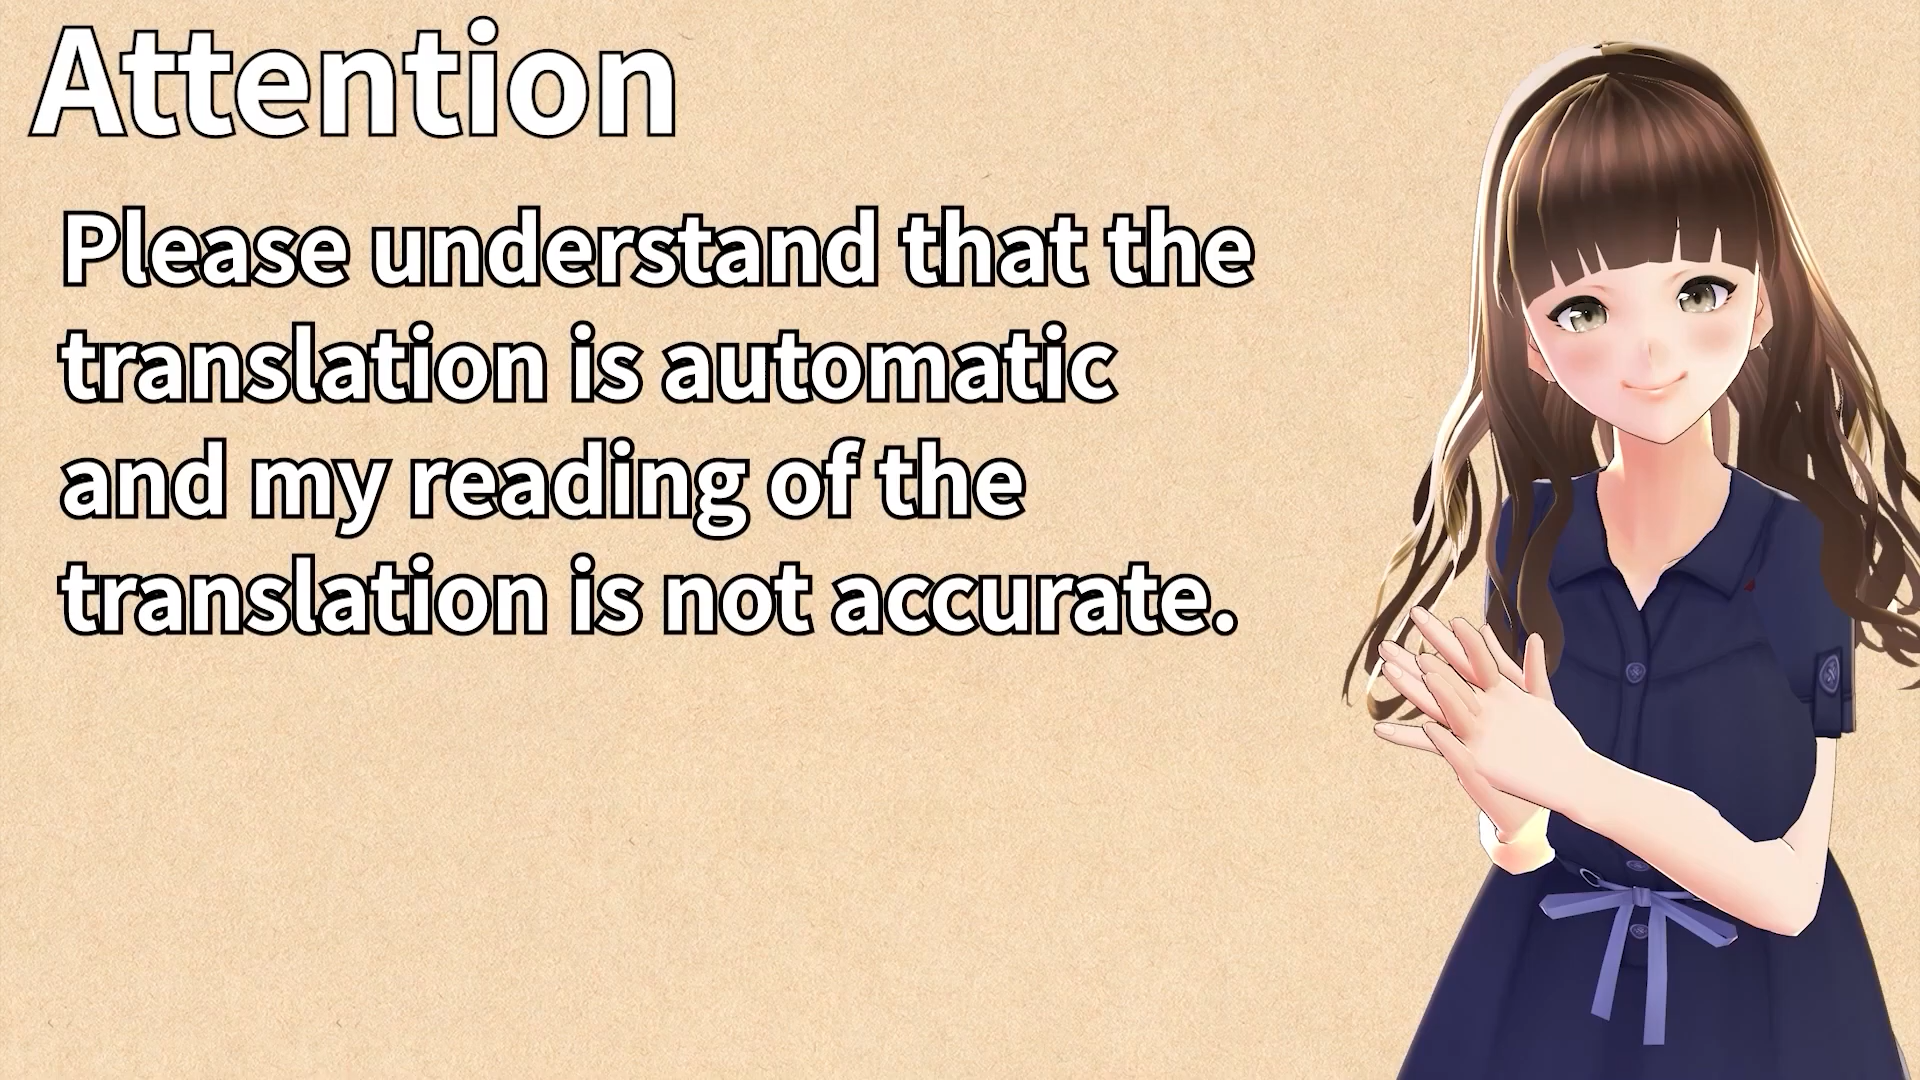 Attention
Please understand that the
translation is automatic
and my reading of the
translation is not accurate.